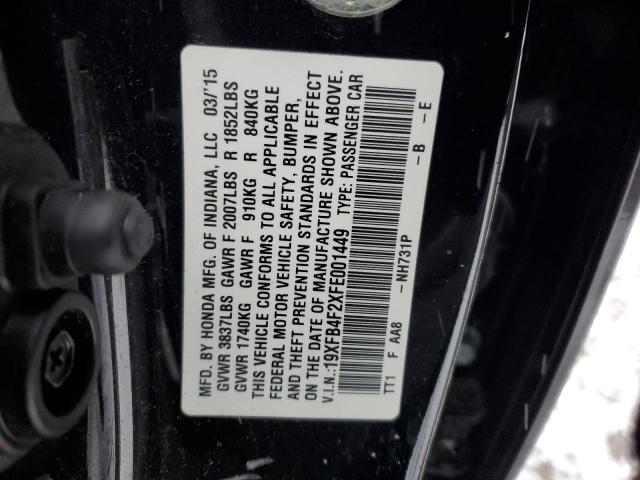 MFD. BY HONDA MFG. OF INDIANA, LLC 03/'15
GVWR 3837LBS GAWR F 2007LBS R 1852LBS
GVWR 1740KG GAWR F 910KG R 840KG
THIS VEHICLE CONFORMS TO ALL APPLICABLE
FEDERAL MOTOR VEHICLE SAFETY, BUMPER,
AND THEFT PREVENTION STANDARDS IN EFFECT
ON THE DATE OF MANUFACTURE SHOWN ABOVE.
V.I.N.:19XFB4F2XFE001449 TYPE: PASSENGER CAR
-NH731P -B -E
TT1 F AA8